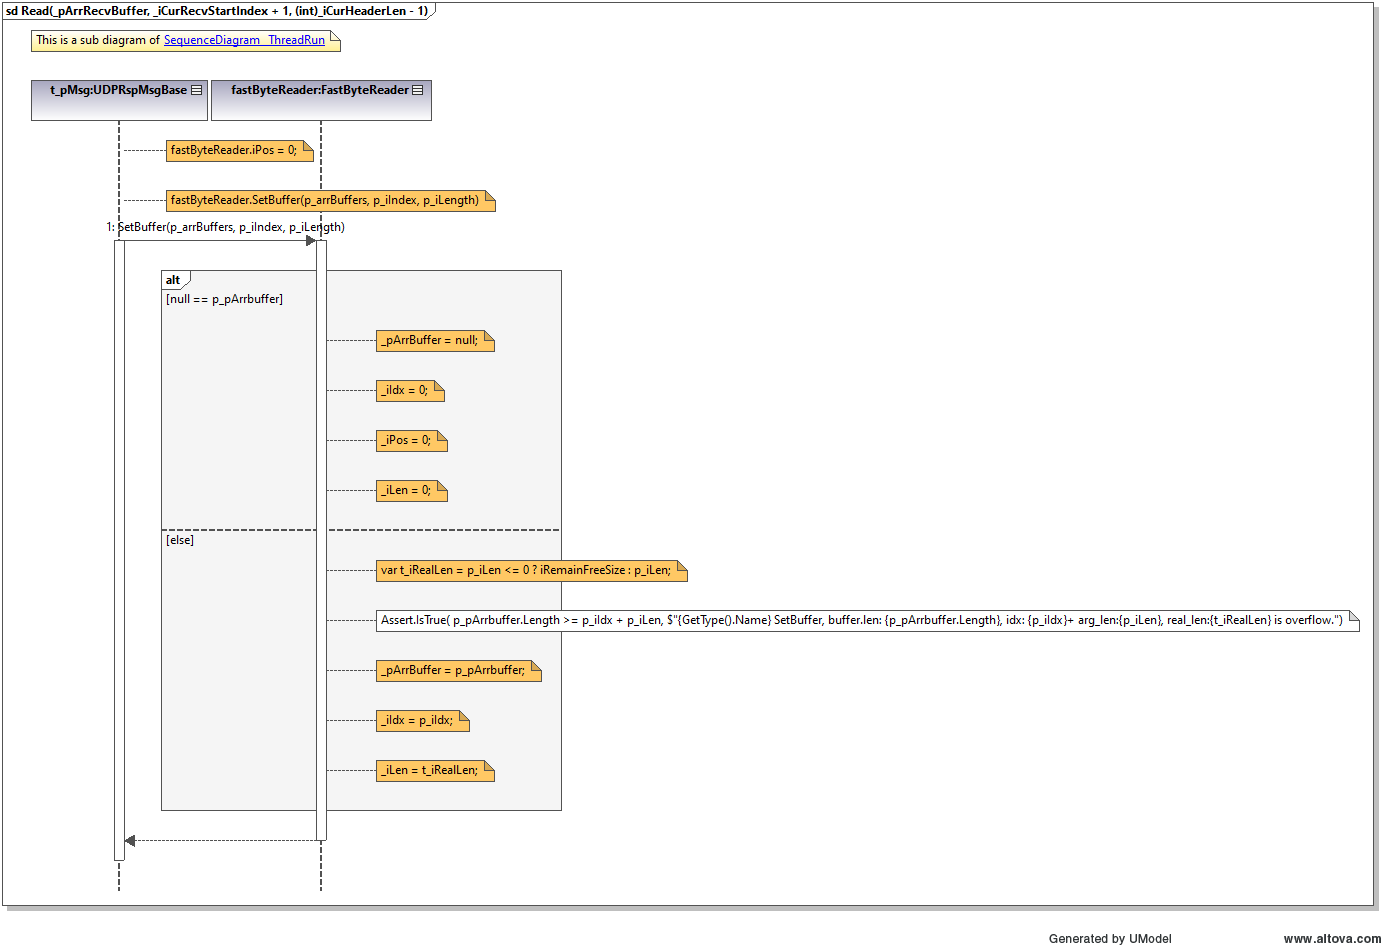 sd Read(_pArrRecvBuffer, _iCurRecvStartIndex + 1, (int)_iCurHeaderLen - 1)
This is a sub diagram of SequenceDiagram_ThreadRun
t_pMsg:UDPRspMsgBase
fastByteReader:FastByteReader
fastByteReader.iPos = 0;
fastByteReader.SetBuffer(p_arrBuffers, p_iIndex, p_iLength)
1: SetBuffer(p_arrBuffers, p_iIndex, p_iLength)
alt
[null == p_pArrbuffer]
_pArrBuffer = null;
_iIdx = 0;
_iPos = 0;
_iLen = 0;
[else]
var t_iRealLen = p_iLen <= 0 ? iRemainFreeSize : p_iLen;
Assert.IsTrue( p_pArrbuffer.Length >= p_iIdx + p_iLen, $"{GetType().Name} SetBuffer, buffer.len: {p_pArrbuffer.Length}, idx: {p_iIdx}+ arg_len:{p_iLen}, real_len:{t_iRealLen} is overflow.")
_pArrBuffer = p_pArrbuffer;
_iIdx = p_iIdx;
_iLen = t_iRealLen;
Generated by UModel
www.altova.com